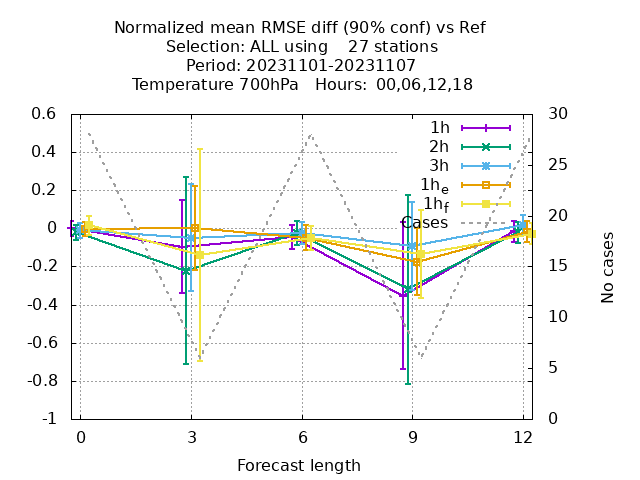 Normalized mean RMSE diff (90% conf) vs Ref
Selection: ALL using    27 stations
Period: 20231101-20231107
Temperature 700hPa   Hours:  00,06,12,18
0.6
0.4
0.2
0
-0.2
-0.4
-0.6
-0.8
-1
30
25
20
15
10
5
0
1h
2h
3h
1he
1hf
Cases
No cases
0
3
6
9
12
Forecast length